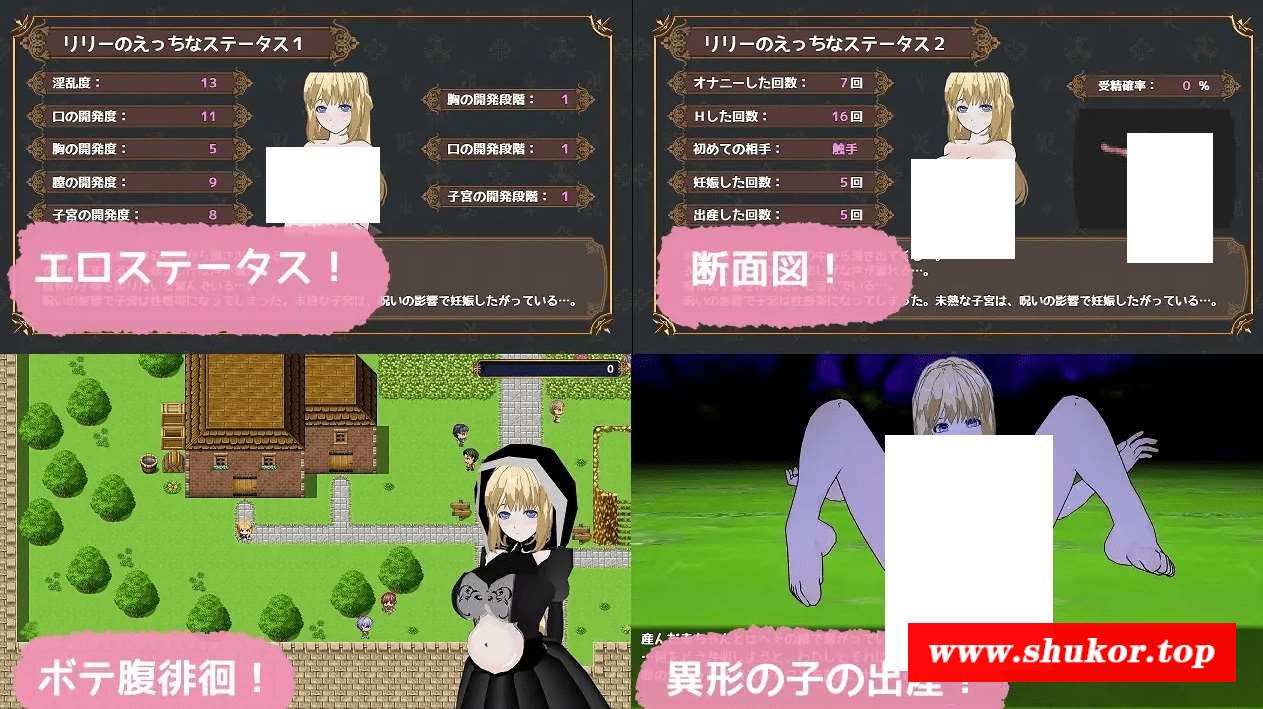 リリーのえっちなステータス1
淫乱度： 13
口の開発度： 11
胸の開発度： 5
膣の開発度： 9
子宮の開発度： 8
胸の開発段階： 1
口の開発段階： 1
子宮の開発段階： 1
呪いの影響で妊娠したがっている…。
エロステータス！
リリーのえっちなステータス2
オナニーした回数： 7回
Hした回数： 16回
初めての相手： 触手
妊娠した回数： 5回
出産した回数： 5回
受精確率： 0 %
た。未熟な子宮は、呪いの影響で妊娠したがっている…。
断面図！
0
ボテ腹徘徊！
異形の子の出産！
www.shukor.top